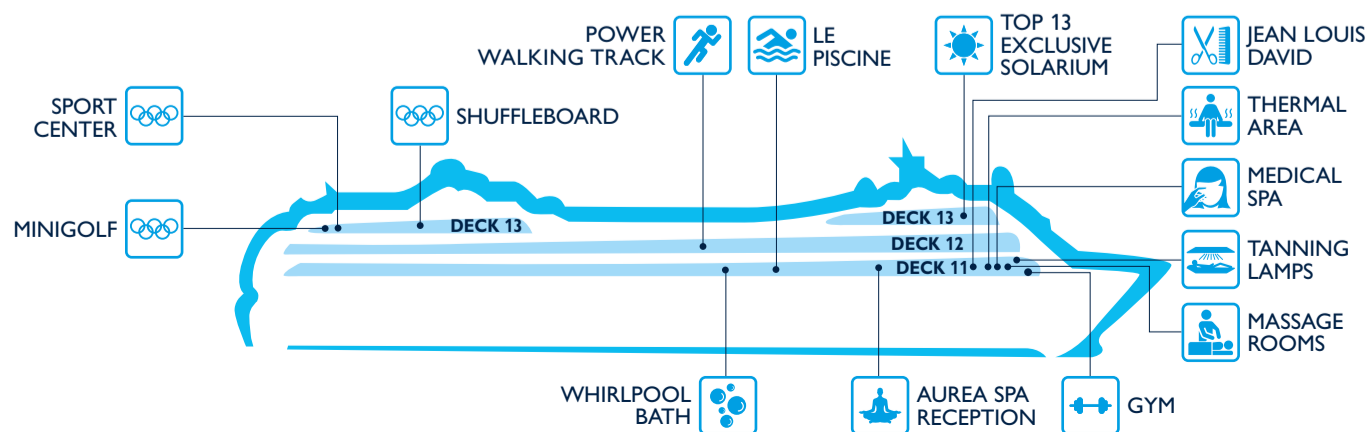 POWER
WALKING TRACK
LE
PISCINE
TOP 13
EXCLUSIVE
SOLARIUM
JEAN LOUIS
DAVID
SPORT
CENTER
SHUFFLEBOARD
THERMAL
AREA
MEDICAL
SPA
MINIGOLF
DECK 13
DECK 13
DECK 12
DECK 11
TANNING
LAMPS
MASSAGE
ROOMS
WHIRLPOOL
BATH
AUREA SPA
RECEPTION
GYM